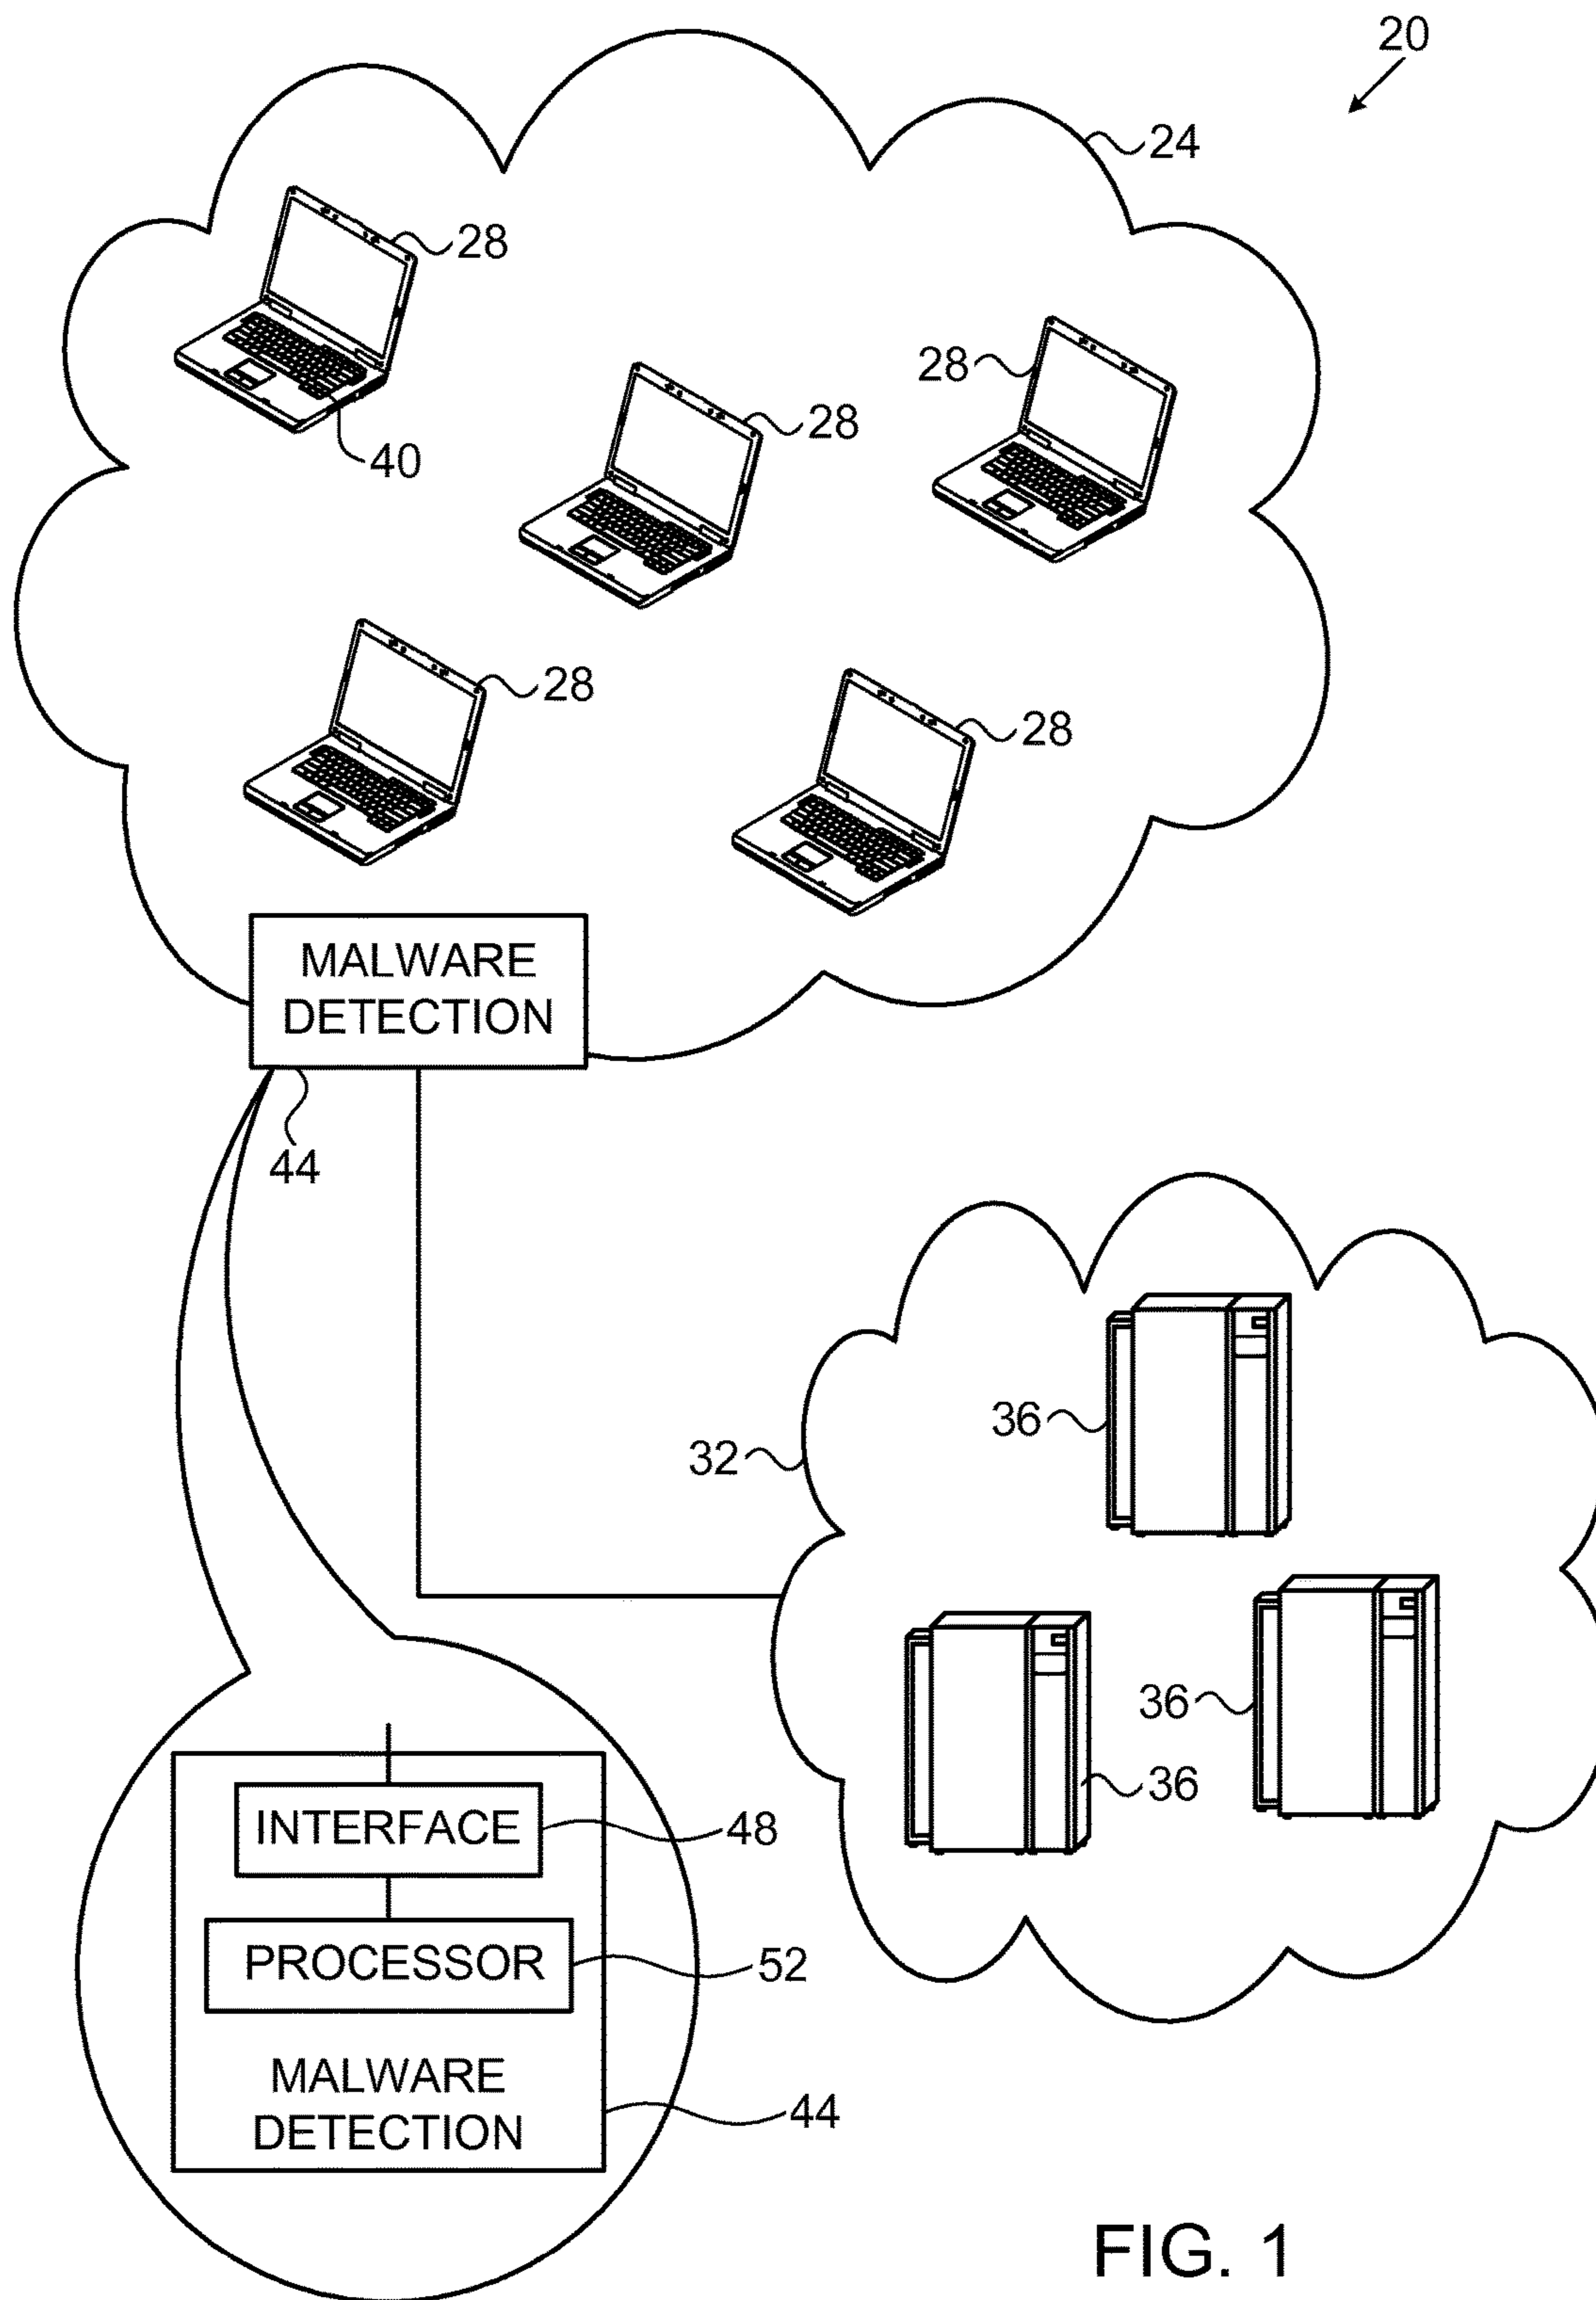 20
24
28
28
28
40
28
28
MALWARE
DETECTION
44
36
32
36
36
INTERFACE
48
PROCESSOR
52
MALWARE
DETECTION
44
FIG. 1